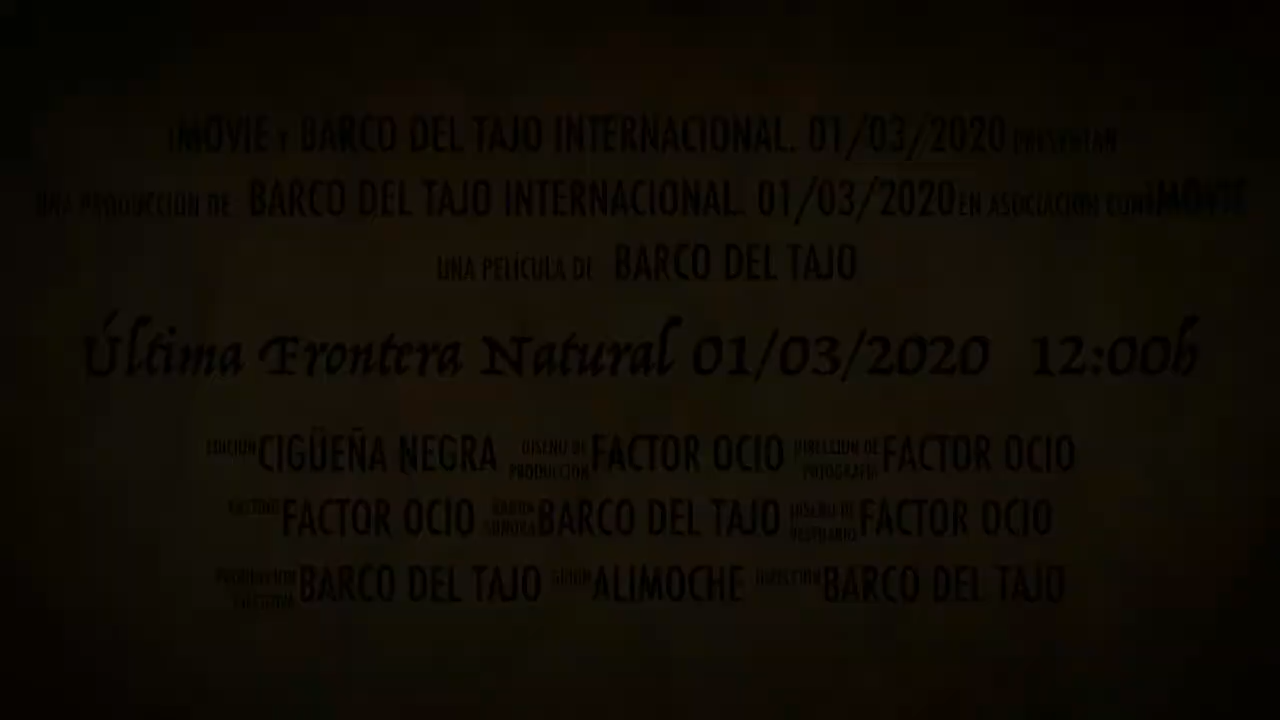 iMOVIE Y BARCO DEL TAJO INTERNACIONAL. 01/03/2020 PRESENTAN
UNA PRODUCCIÓN DE BARCO DEL TAJO INTERNACIONAL. 01/03/2020 EN ASOCIACIÓN CON iMOVIE
UNA PELÍCULA DE BARCO DEL TAJO
Última Frontera Natural 01/03/2020 12:00h
EDICIÓN CIGÜEÑA NEGRA DISEÑO DE PRODUCCIÓN FACTOR OCIO DIRECCIÓN DE FOTOGRAFÍA FACTOR OCIO
FACTOR OCIO BANDA SONORA BARCO DEL TAJO DISEÑO DE VESTUARIO FACTOR OCIO
PRODUCCIÓN EJECUTIVA BARCO DEL TAJO GUIÓN ALIMOCHE DIRECCIÓN BARCO DEL TAJO